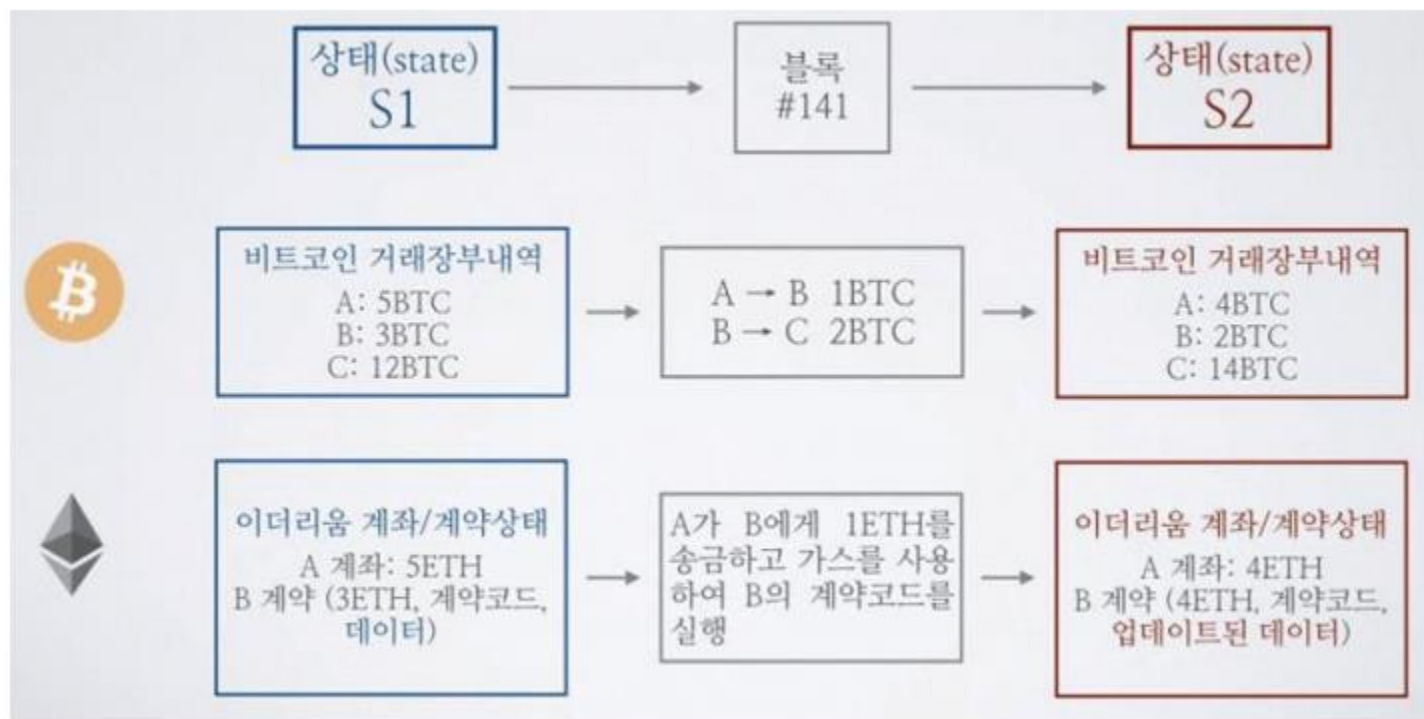 상태(state)
S1
블록
#141
상태(state)
S2
비트코인 거래장부내역
A: 5BTC
B: 3BTC
C: 12BTC
A → B 1BTC
B → C 2BTC
비트코인 거래장부내역
A: 4BTC
B: 2BTC
C: 14BTC
이더리움 계좌/계약상태
A 계좌: 5ETH
B 계약 (3ETH, 계약코드,
데이터)
A가 B에게 1ETH를
송금하고 가스를 사용
하여 B의 계약코드를
실행
이더리움 계좌/계약상태
A 계좌: 4ETH
B 계약 (4ETH, 계약코드,
업데이트된 데이터)